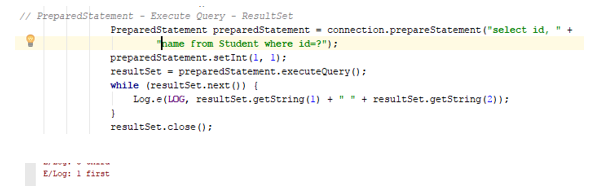 // PreparedStatement - Execute Query - ResultSet
PreparedStatement preparedStatement = connection.prepareStatement("select id, " +
"name from Student where id=?");
preparedStatement.setInt(1, 1);
resultSet = preparedStatement.executeQuery();
while (resultSet.next()) {
Log.e(LOG, resultSet.getString(1) + " " + resultSet.getString(2));
}
resultSet.close();
E/Log: 1 first